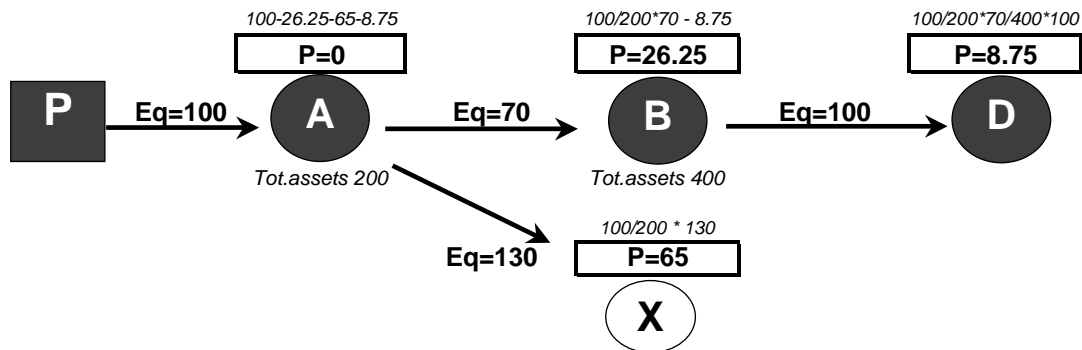 100-26.25-65-8.75
100/200*70 - 8.75
100/200*70/400*100
P=0
P=26.25
P=8.75
P
Eq=100
A
Eq=70
B
Eq=100
D
Tot.assets 200
Tot.assets 400
100/200 * 130
Eq=130
P=65
X